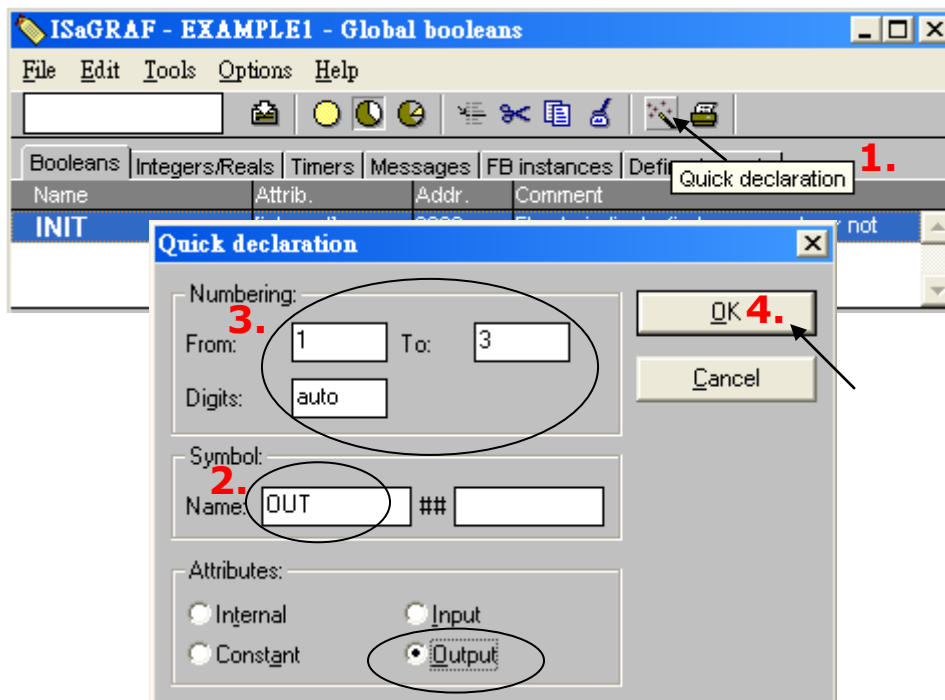 ISaGRAF - EXAMPLE1 - Global booleans
File Edit Tools Options Help
Booleans Integers/Reals Timers Messages FB instances
Quick declaration 1.
Name Attrib. Addr. Comment
INIT not
Quick declaration
Numbering:
3.
From: 1 To: 3
Digits: auto
OK 4.
Cancel
Symbol:
2.
Name: OUT ##
Attributes:
Internal Input
Constant Output